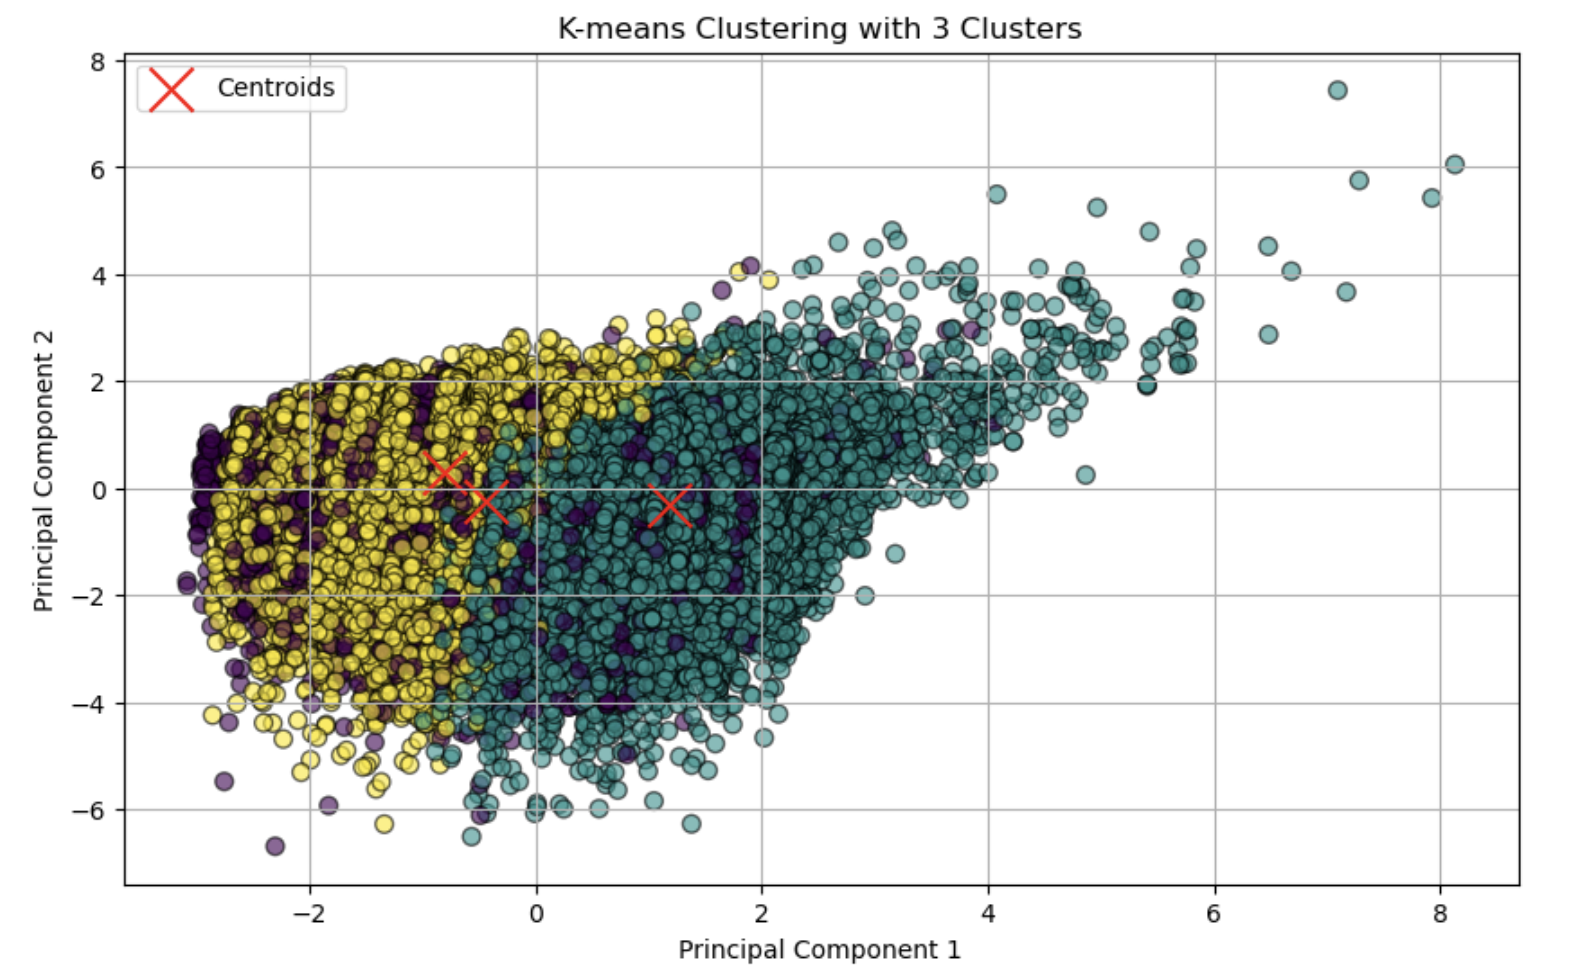 K-means Clustering with 3 Clusters
Centroids
8
6
4
2
0
−2
−4
−6
Principal Component 2
−2 0 2 4 6 8
Principal Component 1